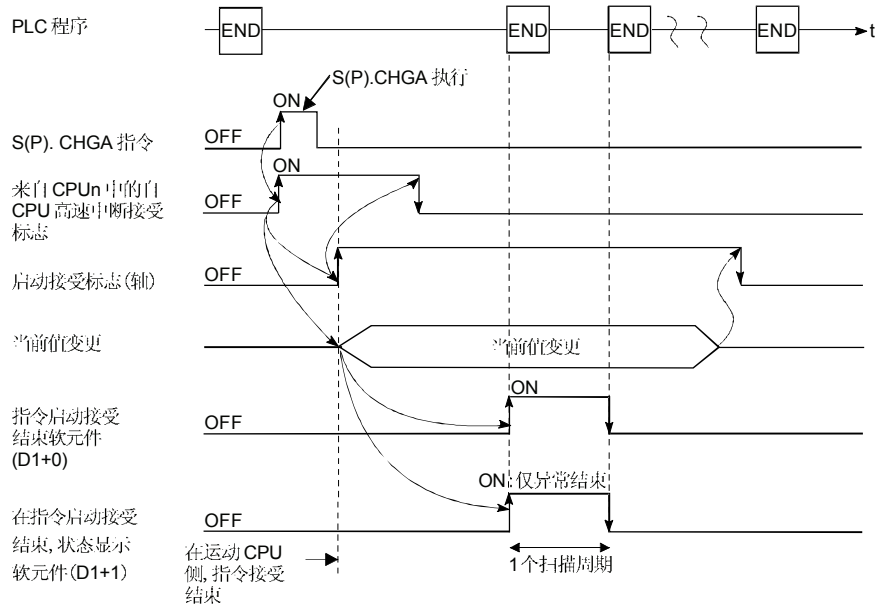 PLC 程序
END
END
END
END
t
S(P).CHGA 执行
ON
S(P). CHGA 指令
OFF
ON
来自 CPUn 中的自
CPU 高速中断接受
标志
OFF
启动接受标志(轴)
OFF
当前值变更
当前值变更
ON
指令启动接受
结束软元件
(D1+0)
OFF
ON:仅异常结束
在指令启动接受
结束,状态显示
软元件(D1+1)
OFF
在运动 CPU
侧,指令接受
结束
1个扫描周期